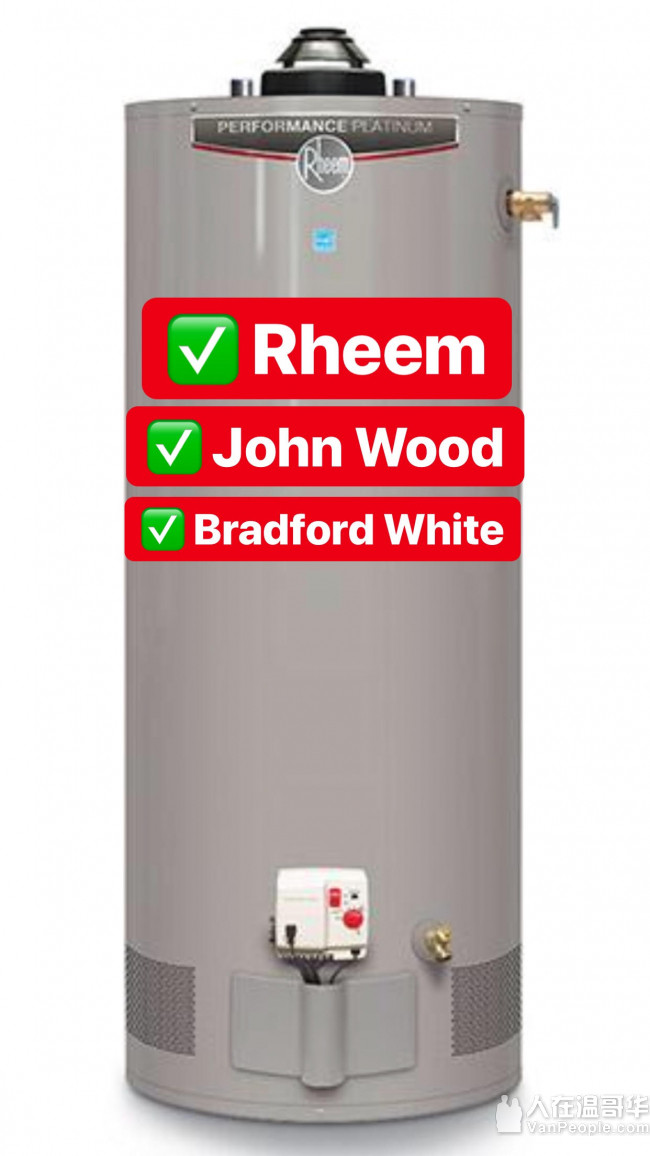 PERFORMANCE PLATINUM
Rheem
✅ Rheem
✅ John Wood
✅ Bradford White
人在温哥华
VanPeople.com